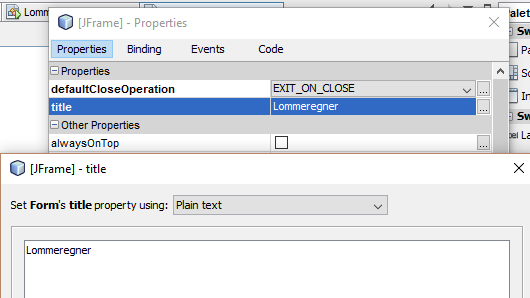 Lomm
[JFrame] - Properties
Palet
Properties Binding Events Code
Properties
defaultCloseOperation EXIT_ON_CLOSE ...
title Lommeregner ...
Other Properties
alwaysOnTop ...
[JFrame] - title
Set Form's title property using: Plain text
Lommeregner